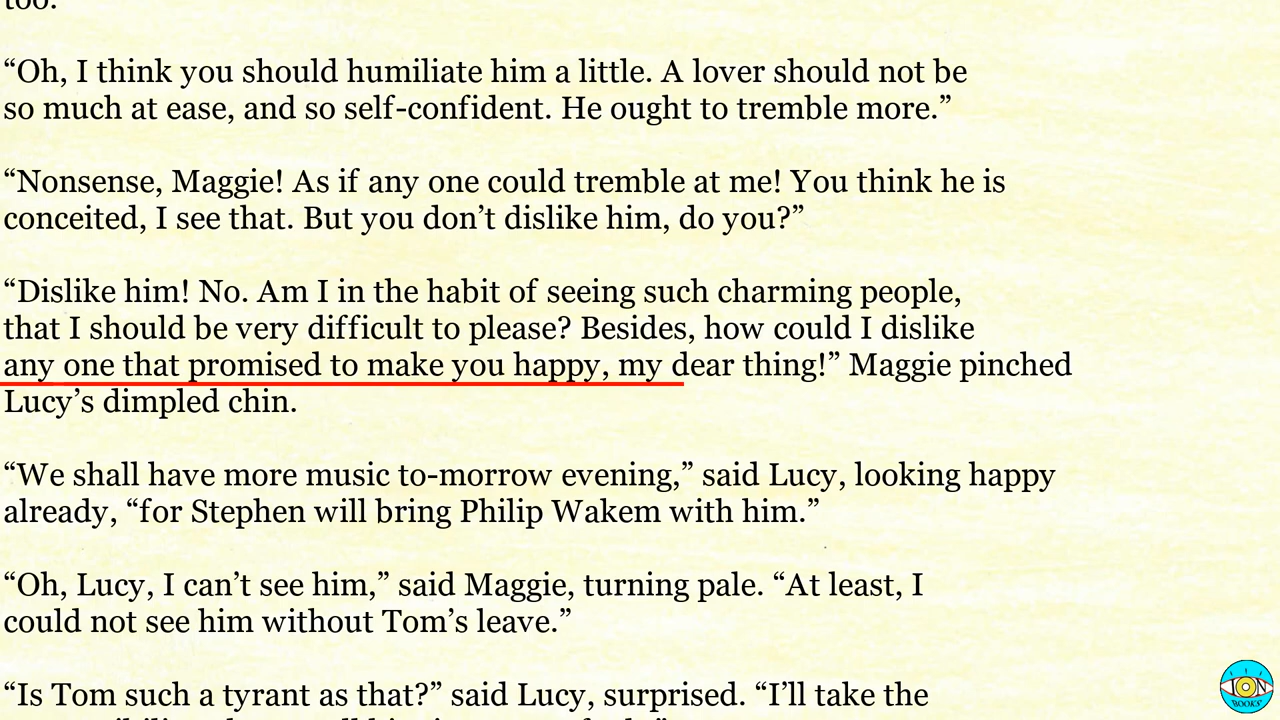 too.
“Oh, I think you should humiliate him a little. A lover should not be
so much at ease, and so self-confident. He ought to tremble more.”
“Nonsense, Maggie! As if any one could tremble at me! You think he is
conceited, I see that. But you don’t dislike him, do you?”
“Dislike him! No. Am I in the habit of seeing such charming people,
that I should be very difficult to please? Besides, how could I dislike
any one that promised to make you happy, my dear thing!” Maggie pinched
Lucy’s dimpled chin.
“We shall have more music to-morrow evening,” said Lucy, looking happy
already, “for Stephen will bring Philip Wakem with him.”
“Oh, Lucy, I can’t see him,” said Maggie, turning pale. “At least, I
could not see him without Tom’s leave.”
“Is Tom such a tyrant as that?” said Lucy, surprised. “I’ll take the
ION
BOOKS